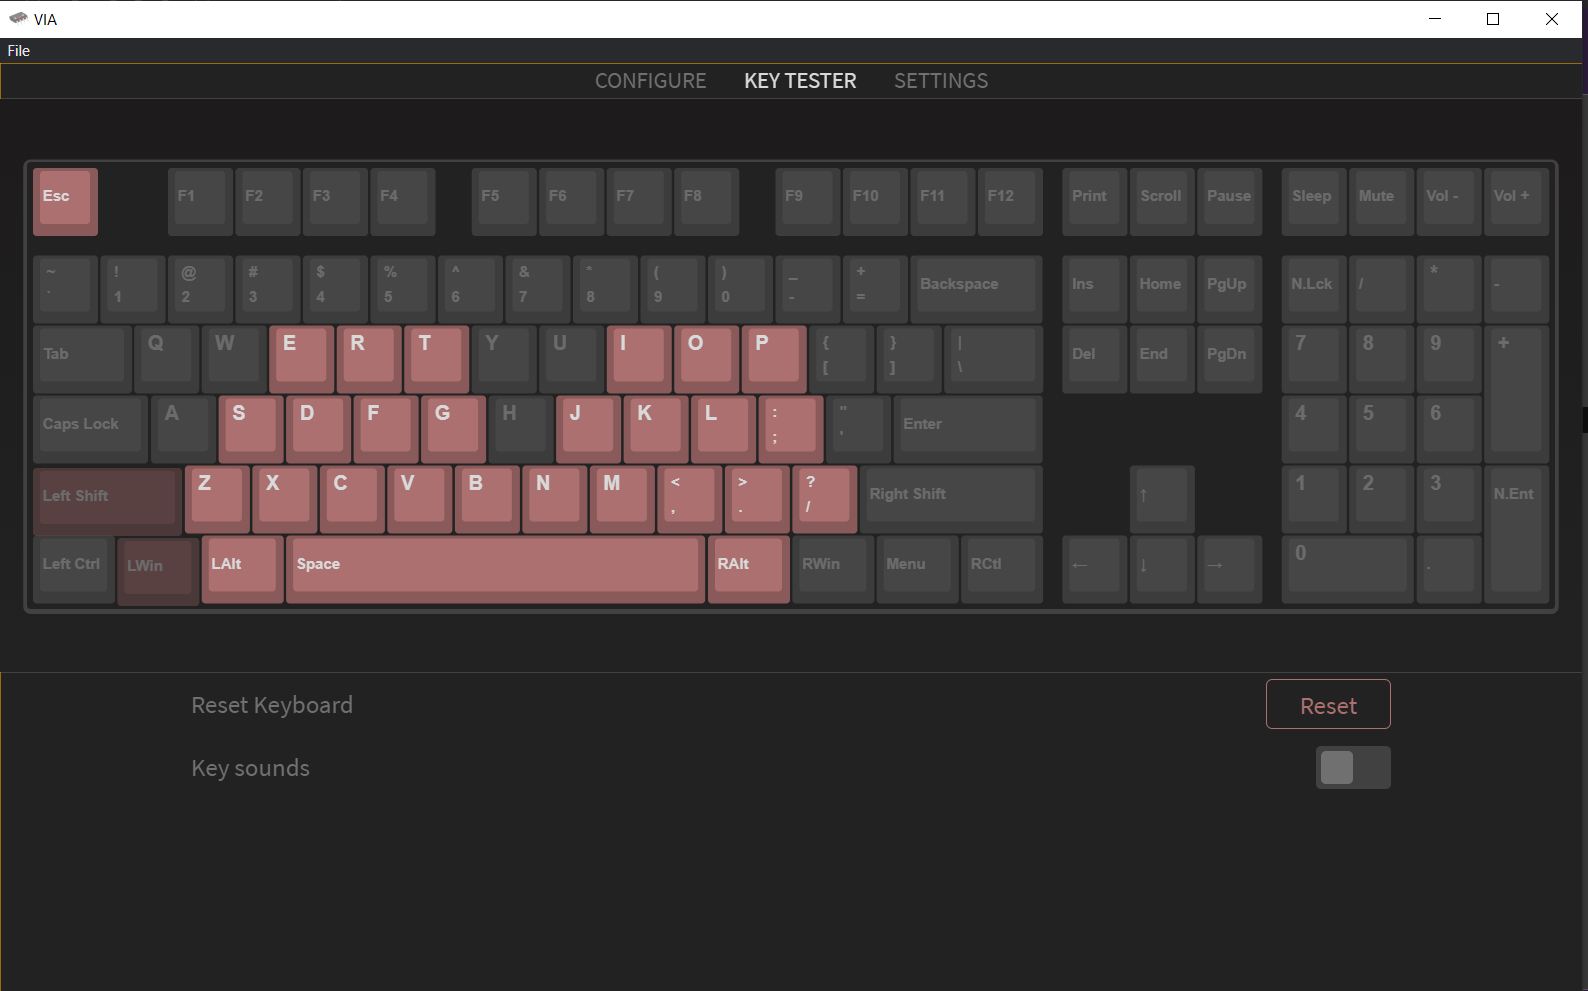 VIA
File
CONFIGURE KEY TESTER SETTINGS
Esc F1 F2 F3 F4 F5 F6 F7 F8 F9 F10 F11 F12 Print Scroll Pause Sleep Mute Vol - Vol +
~ ! @ # $ % ^ & * ( ) _ +
` 1 2 3 4 5 6 7 8 9 0 - = Backspace Ins Home PgUp N.Lck / * -
Tab Q W E R T Y U I O P { } | Del End PgDn 7 8 9 +
[ ] \
Caps Lock A S D F G H J K L : " Enter 4 5 6
; '
Left Shift Z X C V B N M < > ? Right Shift ↑ 1 2 3 N.Ent
, . /
Left Ctrl LWin LAlt Space RAlt RWin Menu RCtl ← ↓ → 0 .
Reset Keyboard Reset
Key sounds